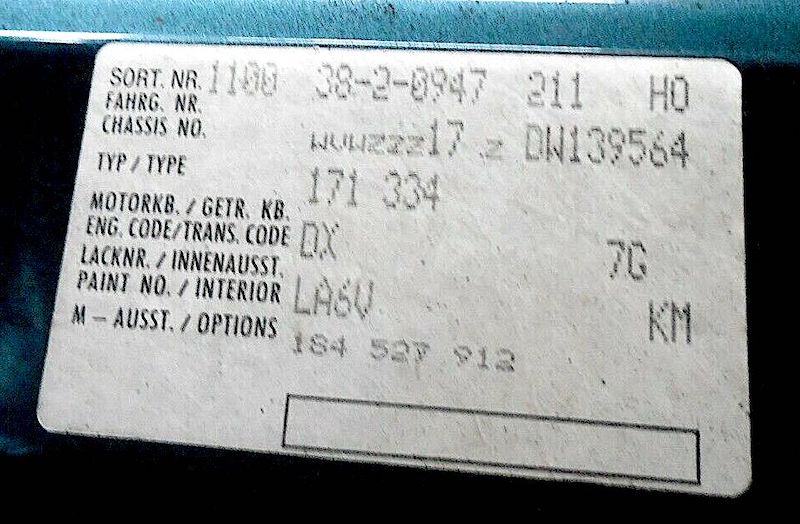 SORT. NR. 1100 38-2-0947 211 HO
FAHRG. NR.
CHASSIS NO. WVWZZZ17 Z DW139564
TYP / TYPE 171 334
MOTORKB. / GETR. KB.
ENG. CODE/TRANS. CODE DX 7G
LACKNR. / INNENAUSST.
PAINT NO. / INTERIOR LA6V KM
M – AUSST. / OPTIONS 184 527 912